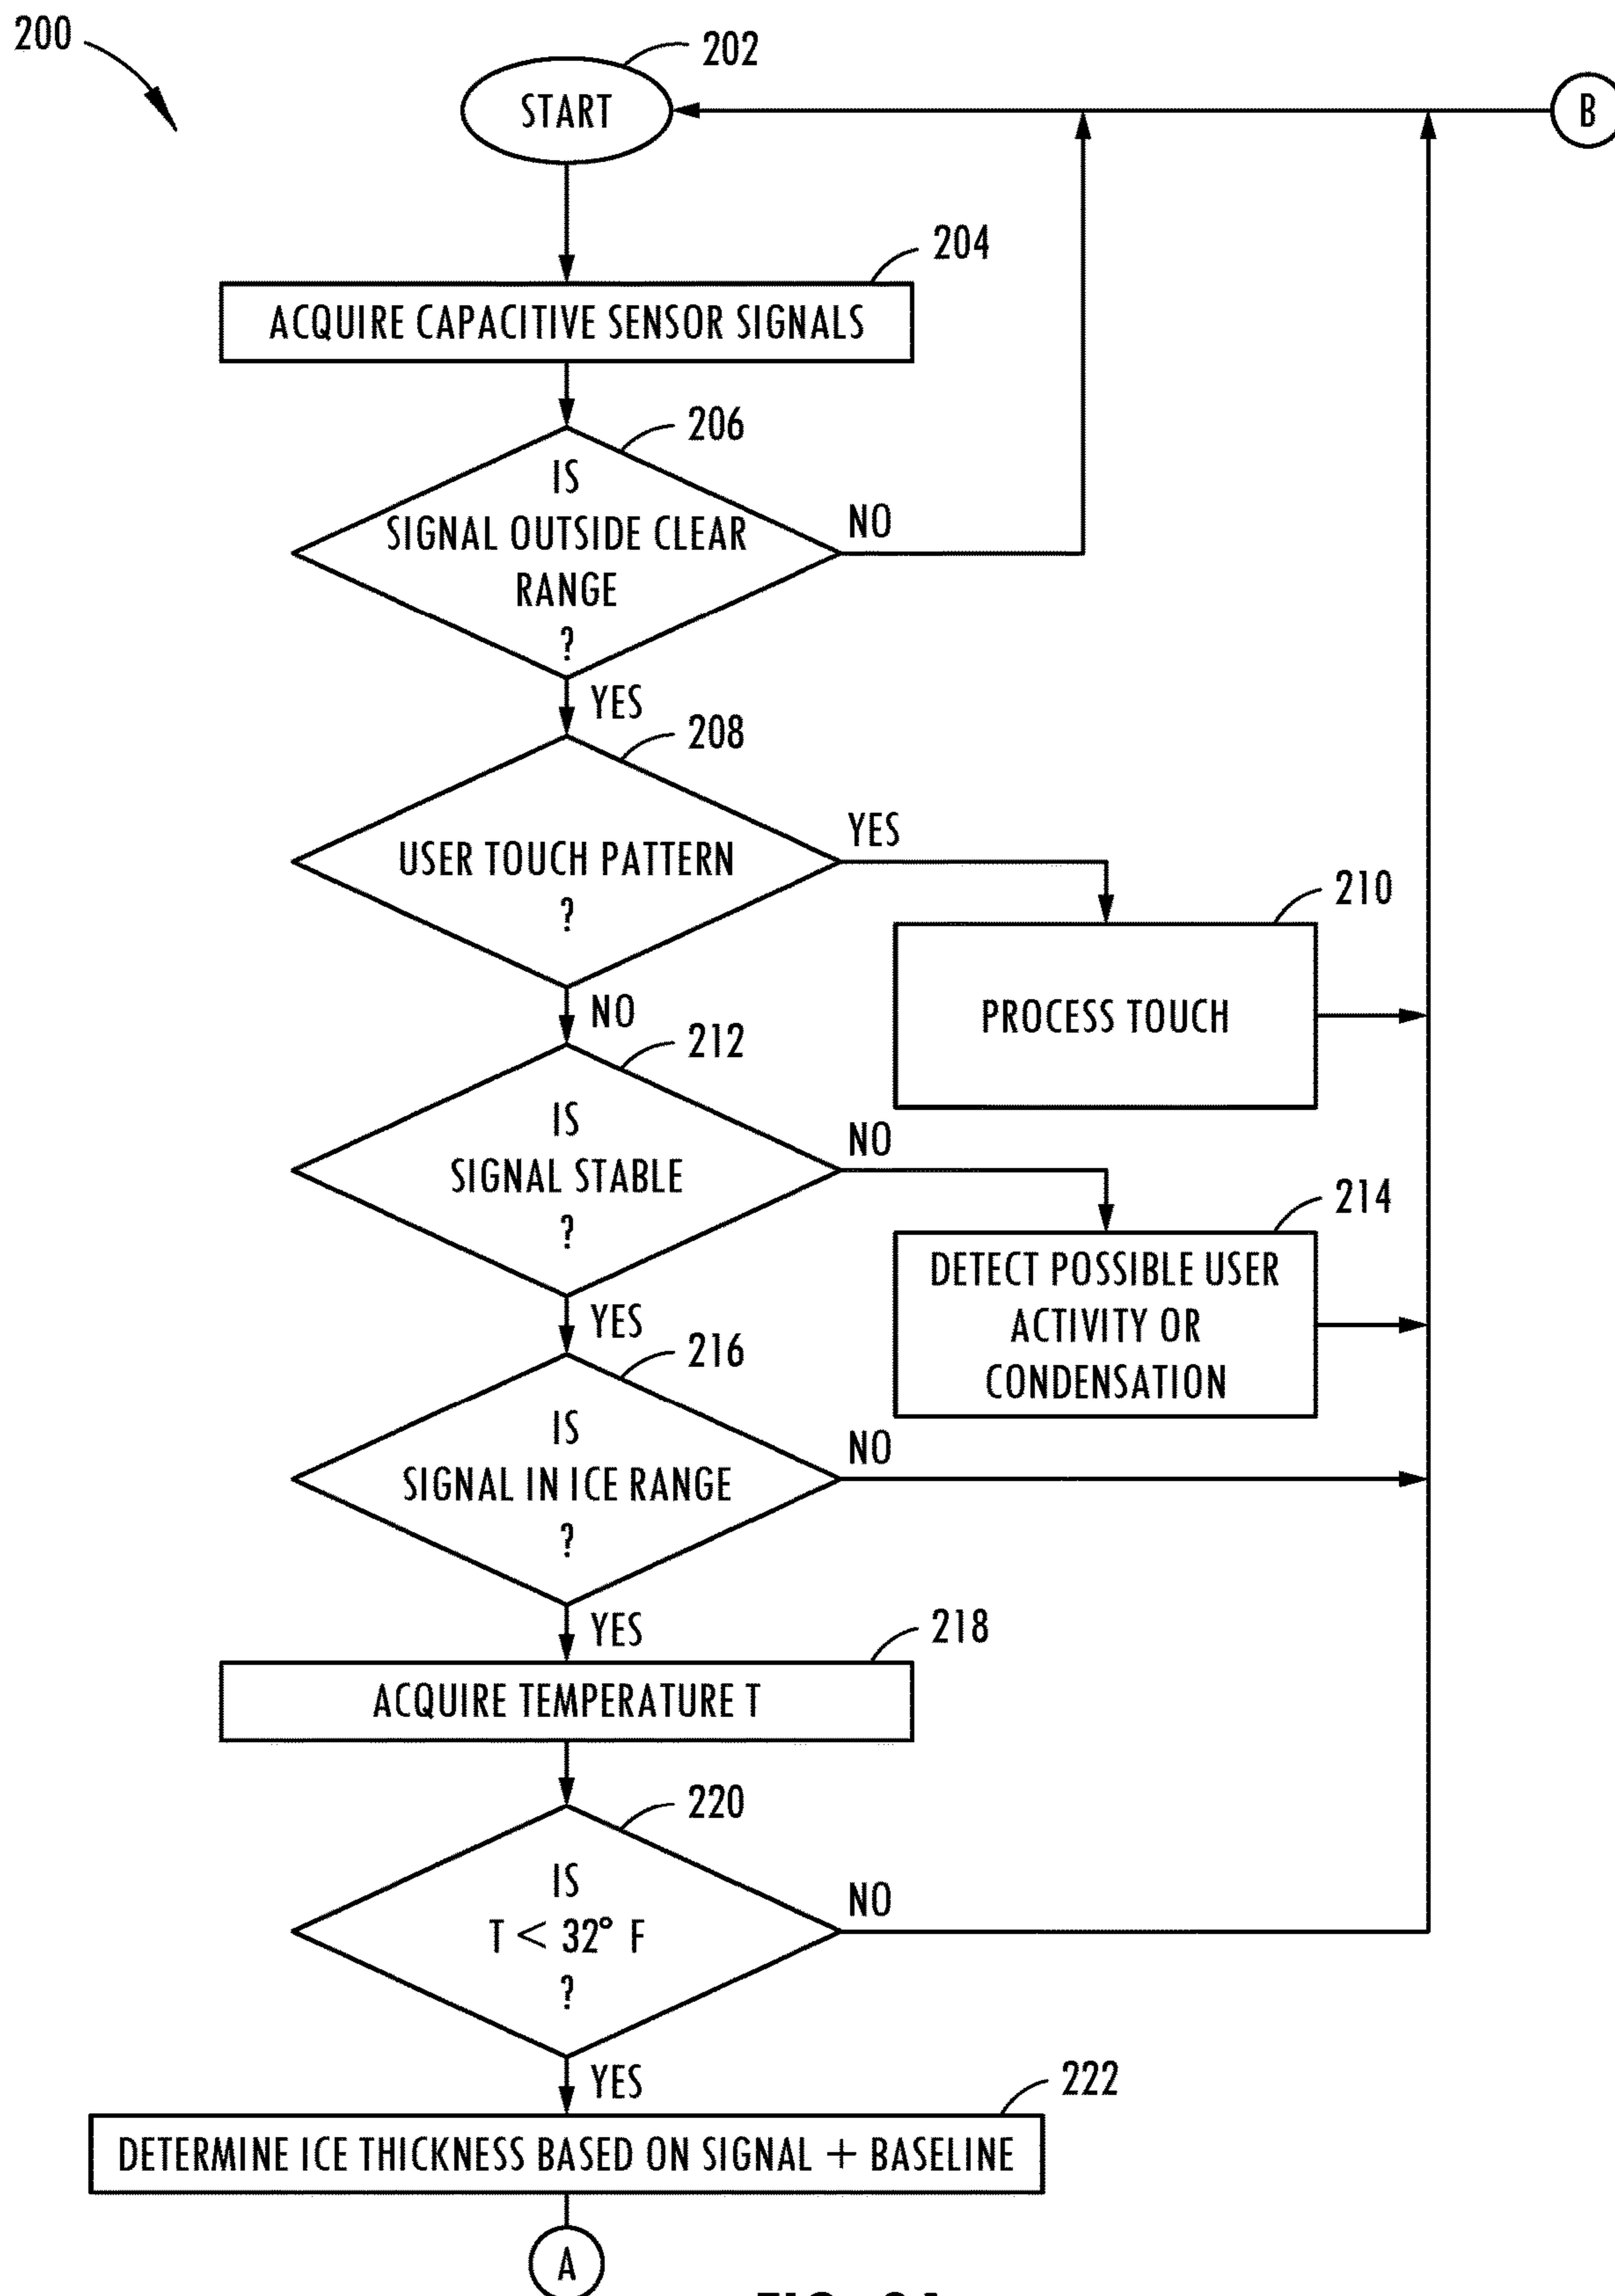 200
202
START
B
204
ACQUIRE CAPACITIVE SENSOR SIGNALS
206
IS
SIGNAL OUTSIDE CLEAR
RANGE
?
NO
YES
208
USER TOUCH PATTERN
?
YES
210
PROCESS TOUCH
NO
212
IS
SIGNAL STABLE
?
NO
214
DETECT POSSIBLE USER
ACTIVITY OR
CONDENSATION
YES
216
IS
SIGNAL IN ICE RANGE
?
NO
YES
218
ACQUIRE TEMPERATURE T
220
IS
T < 32° F
?
NO
YES
222
DETERMINE ICE THICKNESS BASED ON SIGNAL + BASELINE
A